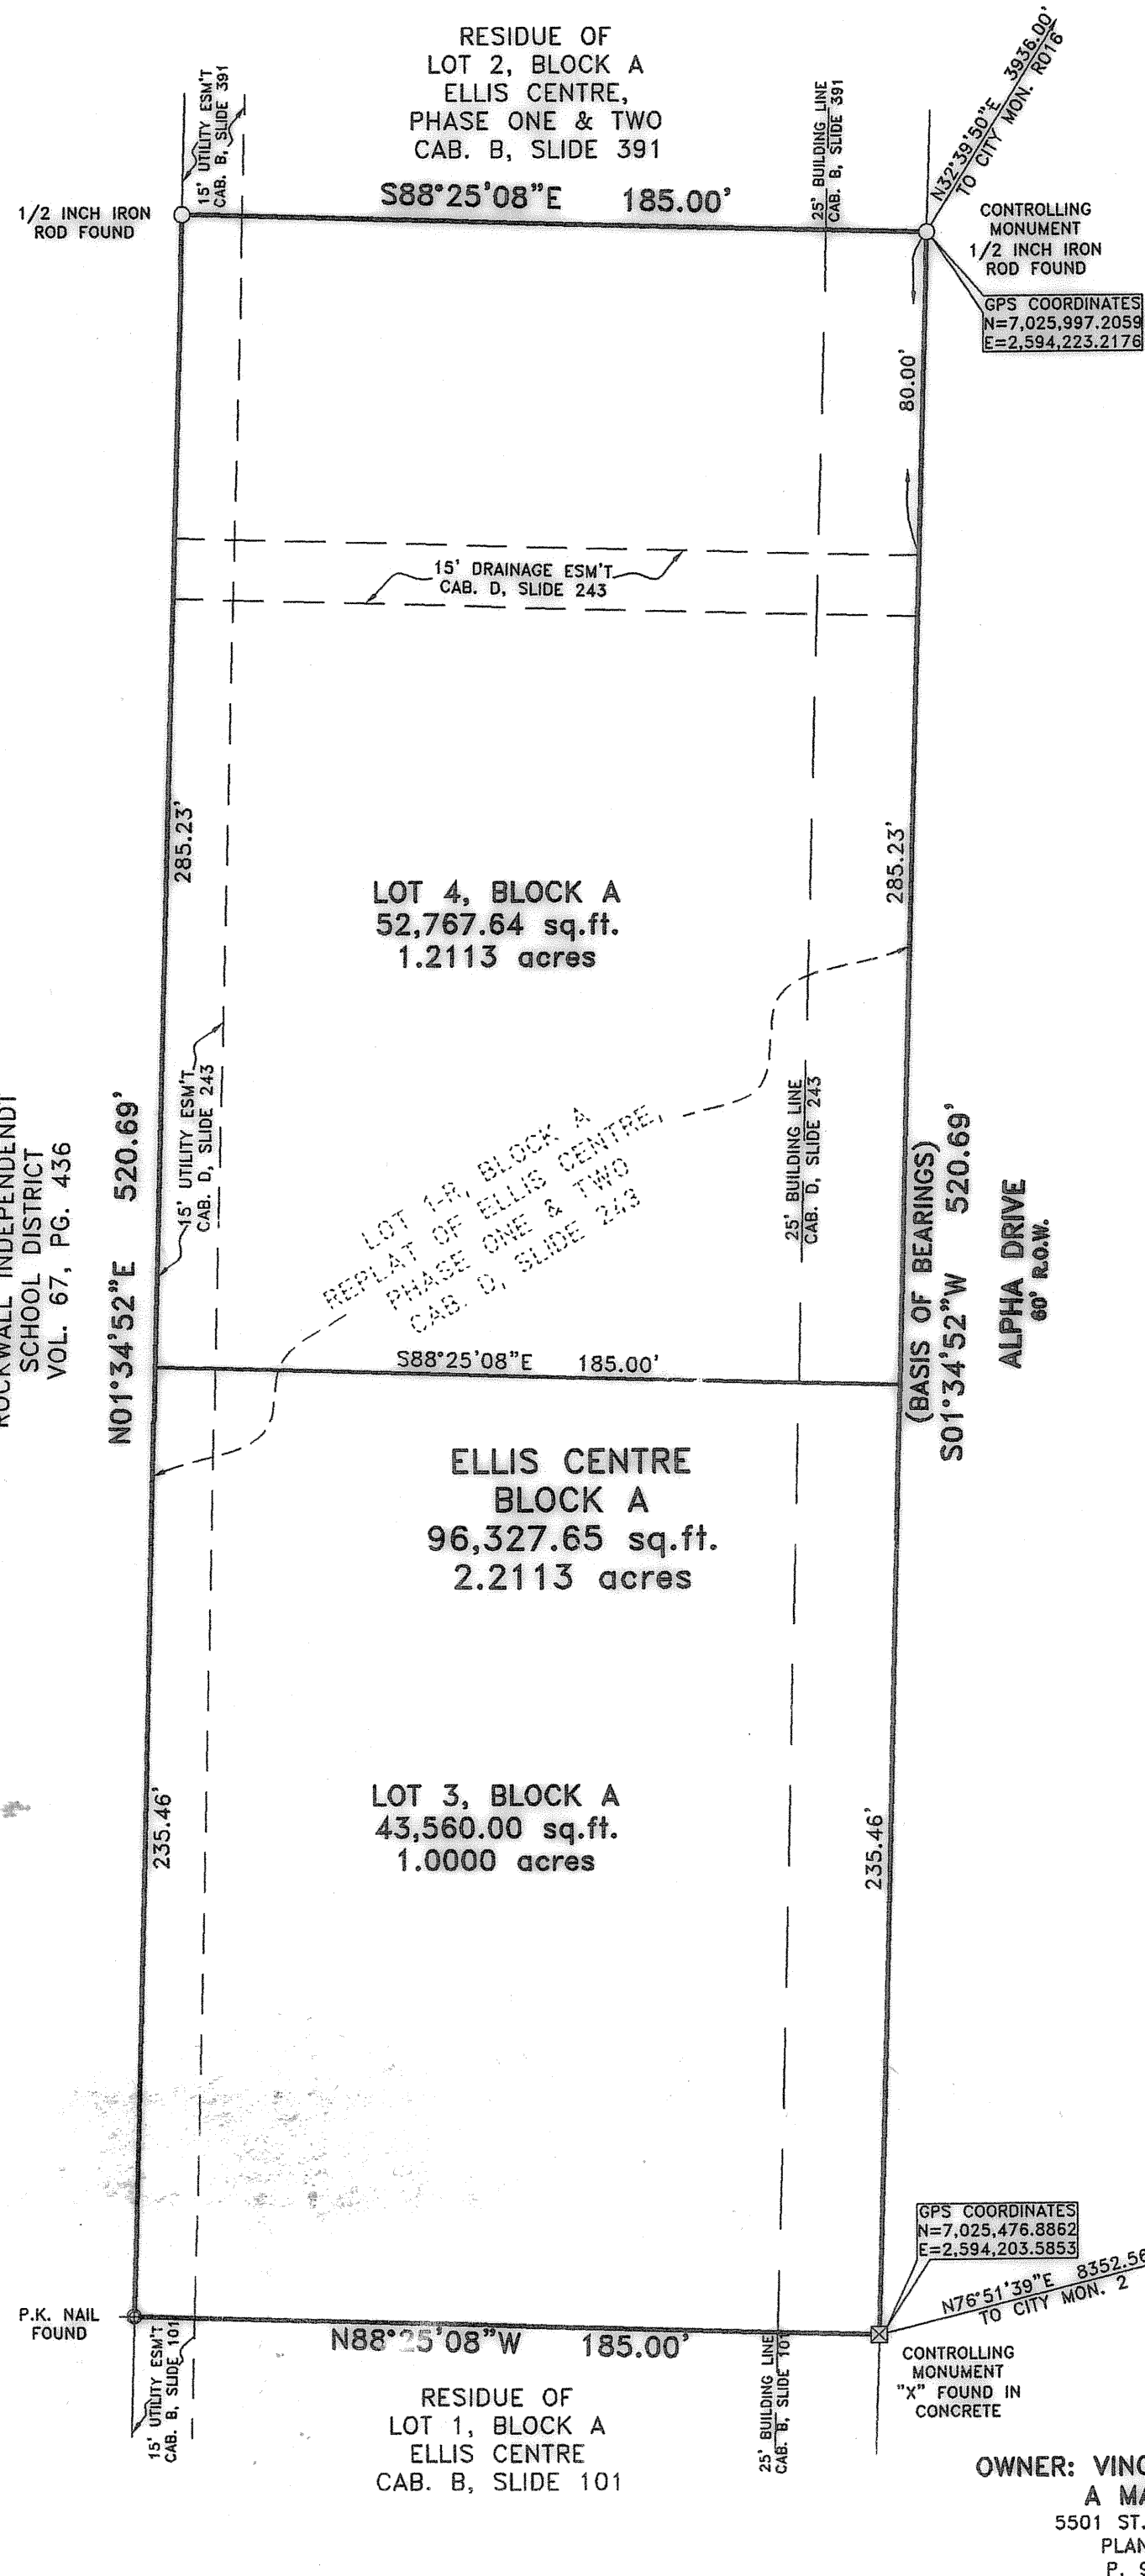 RESIDUE OF
LOT 2, BLOCK A
ELLIS CENTRE,
PHASE ONE & TWO
CAB. B, SLIDE 391
15' UTILITY ESM'T
CAB. B, SLIDE 391
25' BUILDING LINE
CAB. B, SLIDE 391
N32°39'50"E 3936.00'
TO CITY MON. R016
S88°25'08"E 185.00'
1/2 INCH IRON
ROD FOUND
CONTROLLING
MONUMENT
1/2 INCH IRON
ROD FOUND
GPS COORDINATES
N=7,025,997.2059
E=2,594,223.2176
80.00'
15' DRAINAGE ESM'T
CAB. D, SLIDE 243
285.23'
285.23'
LOT 4, BLOCK A
52,767.64 sq.ft.
1.2113 acres
15' UTILITY ESM'T
CAB. D, SLIDE 243
25' BUILDING LINE
CAB. D, SLIDE 243
ROCKWALL INDEPENDENT
SCHOOL DISTRICT
VOL. 67, PG. 436
N01°34'52"E 520.69'
LOT 1-R, BLOCK A
REPLAT OF ELLIS CENTRE,
PHASE ONE & TWO
CAB. D, SLIDE 243
(BASIS OF BEARINGS)
S01°34'52"W 520.69'
ALPHA DRIVE
60' R.O.W.
S88°25'08"E 185.00'
ELLIS CENTRE
BLOCK A
96,327.65 sq.ft.
2.2113 acres
LOT 3, BLOCK A
43,560.00 sq.ft.
1.0000 acres
235.46'
235.46'
GPS COORDINATES
N=7,025,476.8862
E=2,594,203.5853
N76°51'39"E 8352.56
TO CITY MON. 2
P.K. NAIL
FOUND
N88°25'08"W 185.00'
CONTROLLING
MONUMENT
"X" FOUND IN
CONCRETE
15' UTILITY ESM'T
CAB. B, SLIDE 101
25' BUILDING LINE
CAB. B, SLIDE 101
RESIDUE OF
LOT 1, BLOCK A
ELLIS CENTRE
CAB. B, SLIDE 101
OWNER:
A
5501 ST.
P.